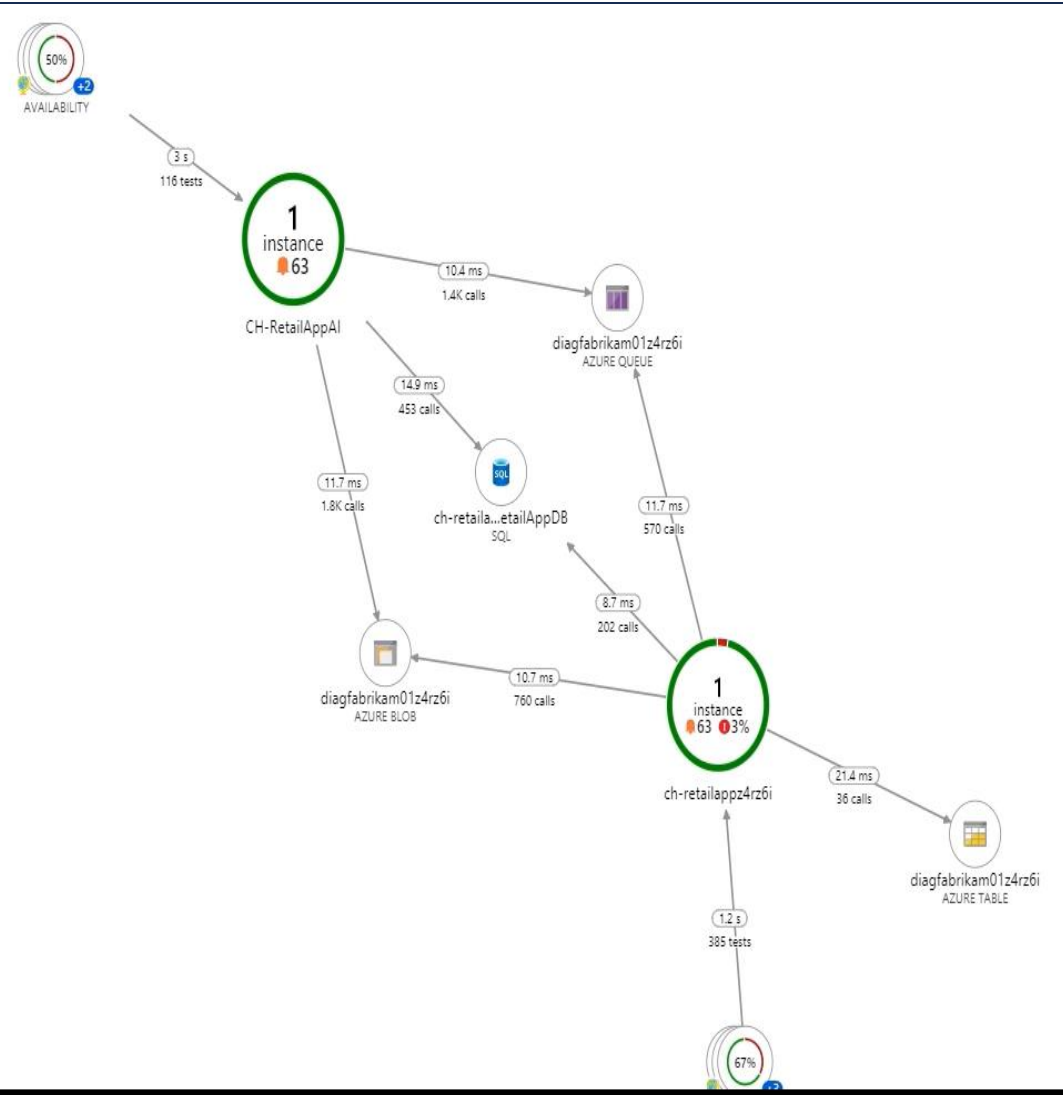 50%
+2
AVAILABILITY
3 s
116 tests
1
instance
63
CH-RetailAppAI
10.4 ms
1.4K calls
diagfabrikam01z4rz6i
AZURE QUEUE
14.9 ms
453 calls
SQL
ch-retaila...etailAppDB
SQL
11.7 ms
1.8K calls
11.7 ms
570 calls
8.7 ms
202 calls
10.7 ms
760 calls
diagfabrikam01z4rz6i
AZURE BLOB
1
instance
63 3%
ch-retailappz4rz6i
21.4 ms
36 calls
diagfabrikam01z4rz6i
AZURE TABLE
1.2 s
385 tests
67%